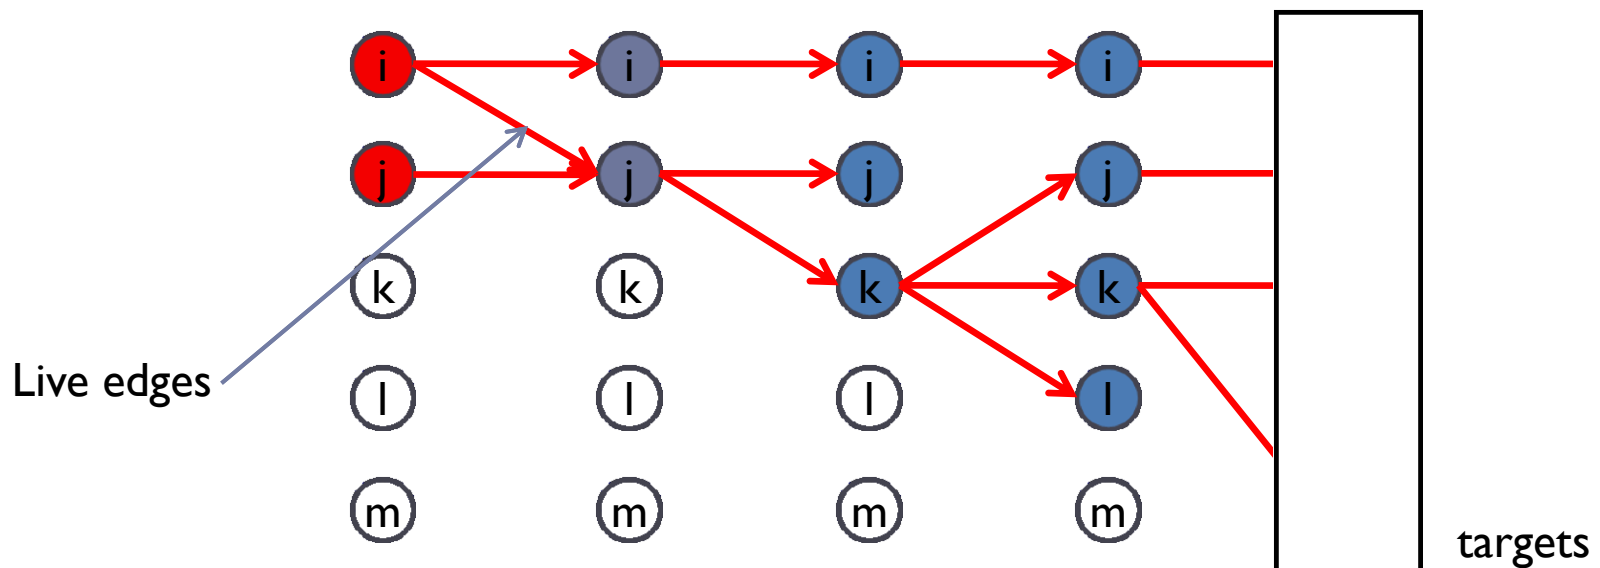 i i i i
j j j j
k k k k
Live edges
l l l l
m m m m
targets